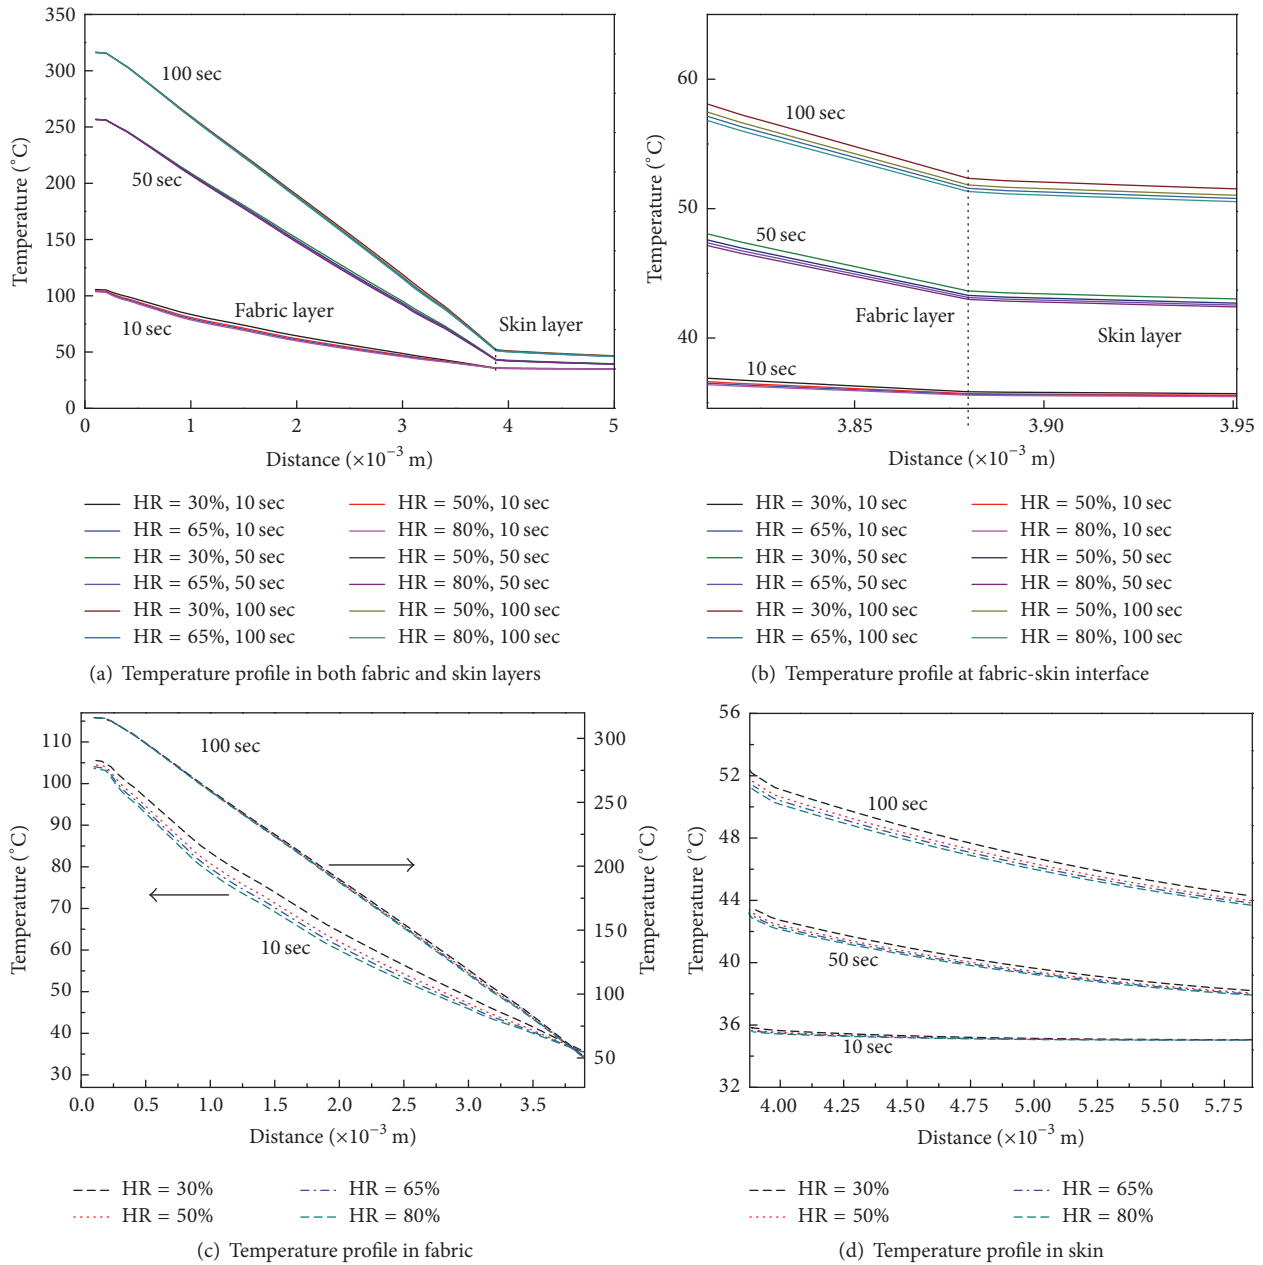 350
300
250
200
150
100
50
0
Temperature (°C)
100 sec
50 sec
10 sec
Fabric layer
Skin layer
0 1 2 3 4 5
Distance (×10⁻³ m)
HR = 30%, 10 sec HR = 50%, 10 sec
HR = 65%, 10 sec HR = 80%, 10 sec
HR = 30%, 50 sec HR = 50%, 50 sec
HR = 65%, 50 sec HR = 80%, 50 sec
HR = 30%, 100 sec HR = 50%, 100 sec
HR = 65%, 100 sec HR = 80%, 100 sec
(a) Temperature profile in both fabric and skin layers
60
50
40
Temperature (°C)
100 sec
50 sec
Fabric layer
Skin layer
10 sec
3.85 3.90 3.95
Distance (×10⁻³ m)
HR = 30%, 10 sec HR = 50%, 10 sec
HR = 65%, 10 sec HR = 80%, 10 sec
HR = 30%, 50 sec HR = 50%, 50 sec
HR = 65%, 50 sec HR = 80%, 50 sec
HR = 30%, 100 sec HR = 50%, 100 sec
HR = 65%, 100 sec HR = 80%, 100 sec
(b) Temperature profile at fabric-skin interface
110
100
90
80
70
60
50
40
30
Temperature (°C)
100 sec
10 sec
300
250
200
150
100
50
Temperature (°C)
0.0 0.5 1.0 1.5 2.0 2.5 3.0 3.5
Distance (×10⁻³ m)
HR = 30% HR = 65%
HR = 50% HR = 80%
(c) Temperature profile in fabric
56
52
48
44
40
36
32
Temperature (°C)
100 sec
50 sec
10 sec
4.00 4.25 4.50 4.75 5.00 5.25 5.50 5.75
Distance (×10⁻³ m)
HR = 30% HR = 65%
HR = 50% HR = 80%
(d) Temperature profile in skin